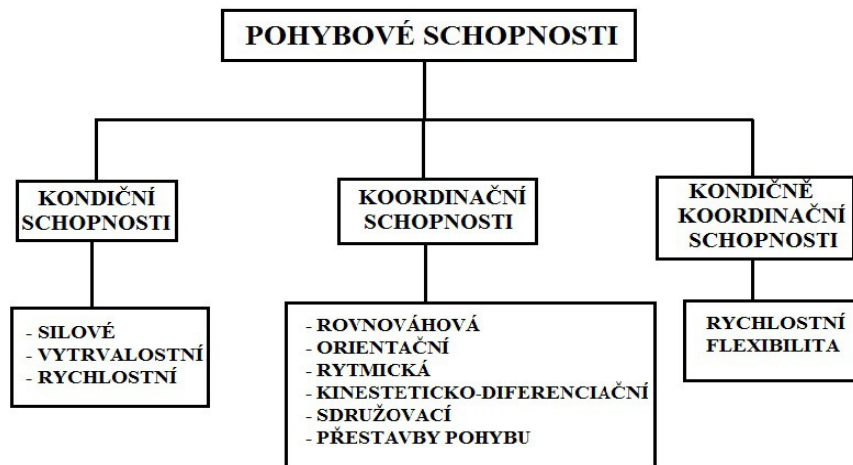 POHYBOVÉ SCHOPNOSTI
KONDIČNÍ
SCHOPNOSTI
KOORDINAČNÍ
SCHOPNOSTI
KONDIČNĚ
KOORDINAČNÍ
SCHOPNOSTI
- SILOVÉ
- VYTRVALOSTNÍ
- RYCHLOSTNÍ
- ROVNOVÁHOVÁ
- ORIENTAČNÍ
- RYTMICKÁ
- KINESTETICKO-DIFERENCIAČNÍ
- SDRUŽOVACÍ
- PŘESTAVBY POHYBU
RYCHLOSTNÍ
FLEXIBILITA